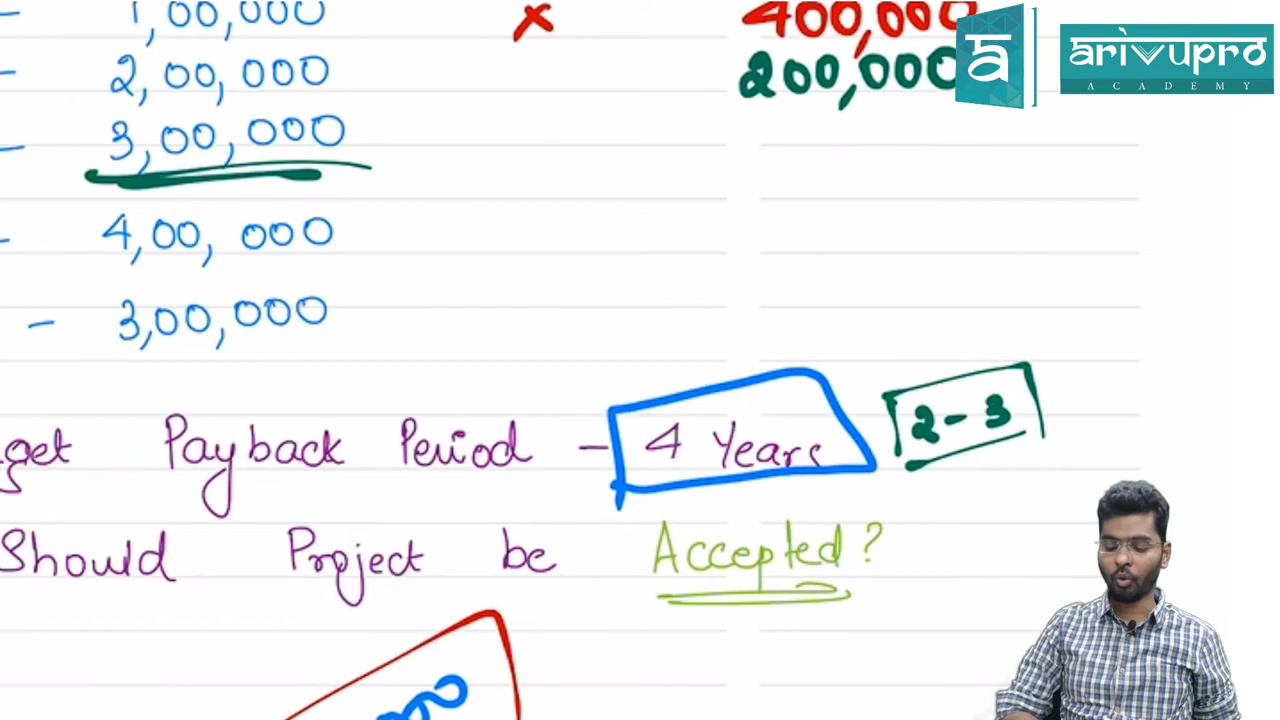 - 1,00,000 x 400,000
- 2,00,000 200,000
- 3,00,000
- 4,00,000
- 3,00,000
get Payback Period - 4 Years 2-3
Should Project be Accepted?
arivupro
ACADEMY